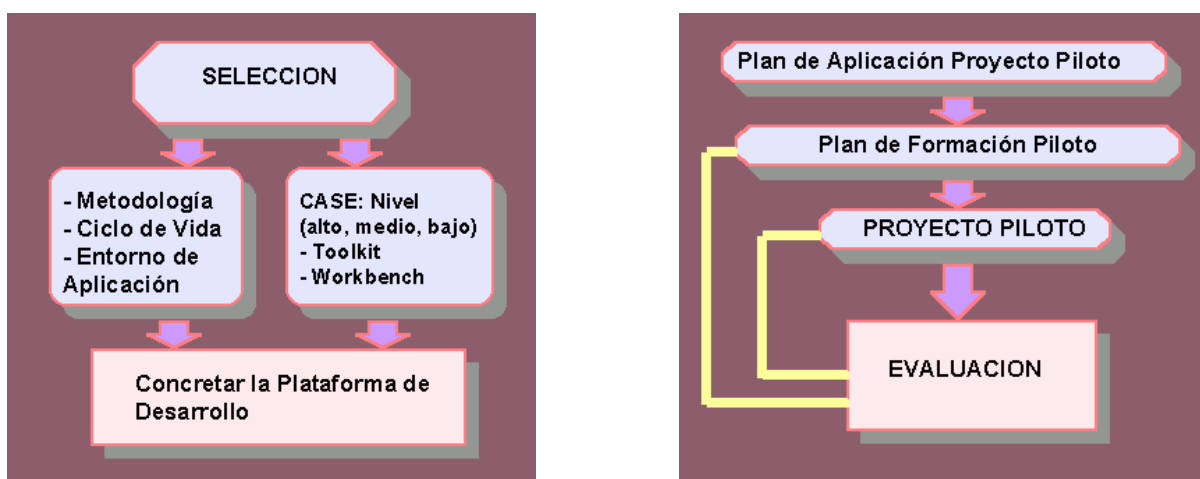 SELECCION
- Metodología
- Ciclo de Vida
- Entorno de
Aplicación
CASE: Nivel
(alto, medio, bajo)
- Toolkit
- Workbench
Concretar la Plataforma de
Desarrollo
Plan de Aplicación Proyecto Piloto
Plan de Formación Piloto
PROYECTO PILOTO
EVALUACION